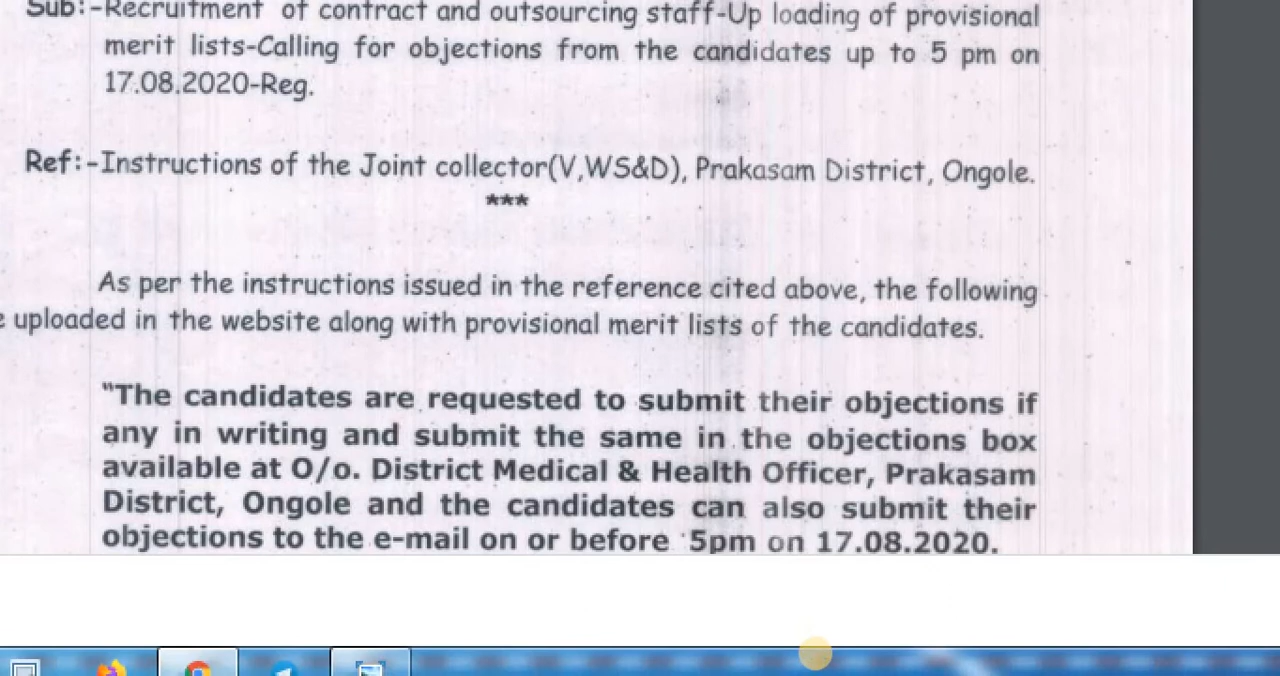 Sub:-Recruitment of contract and outsourcing staff-Up loading of provisional
merit lists-Calling for objections from the candidates up to 5 pm on
17.08.2020-Reg.
Ref:-Instructions of the Joint collector(V,WS&D), Prakasam District, Ongole.
***
As per the instructions issued in the reference cited above, the following
e uploaded in the website along with provisional merit lists of the candidates.
"The candidates are requested to submit their objections if
any in writing and submit the same in the objections box
available at O/o. District Medical & Health Officer, Prakasam
District, Ongole and the candidates can also submit their
objections to the e-mail on or before 5pm on 17.08.2020.